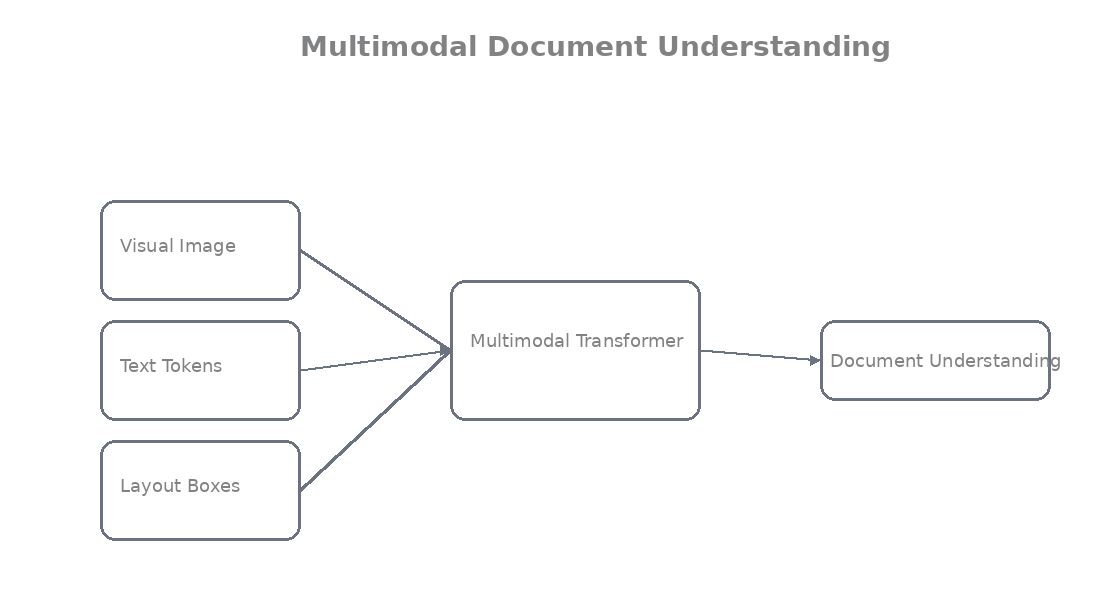 Multimodal Document Understanding
Visual Image
Text Tokens
Layout Boxes
Multimodal Transformer
Document Understanding